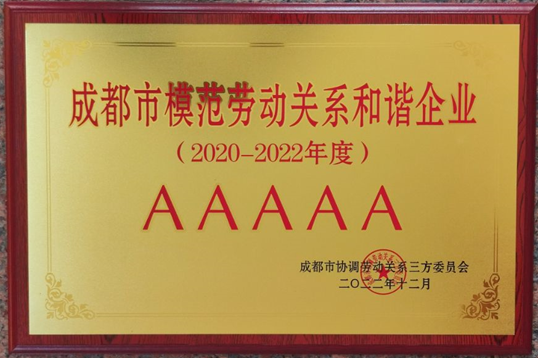 成都市模范劳动关系和谐企业
（2020-2022年度）
AAAAA
成都市协调劳动关系三方委员会
二〇二二年十二月